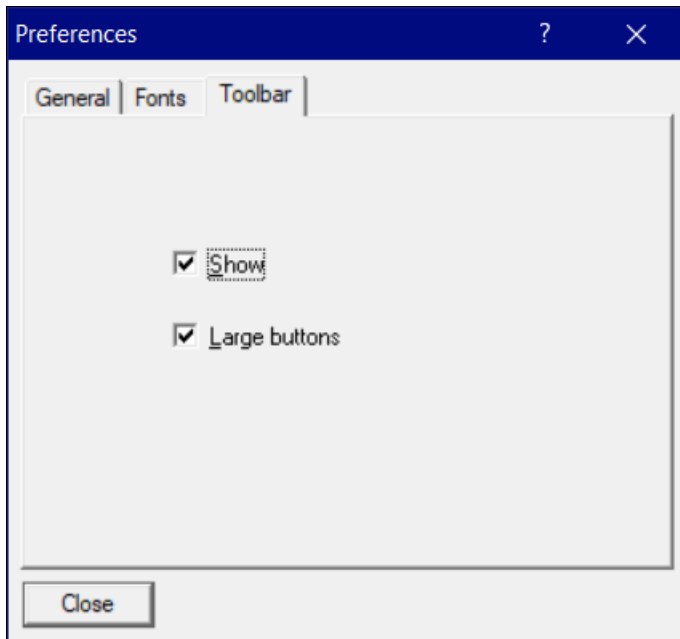 Preferences ?
General Fonts Toolbar
Show
Large buttons
Close